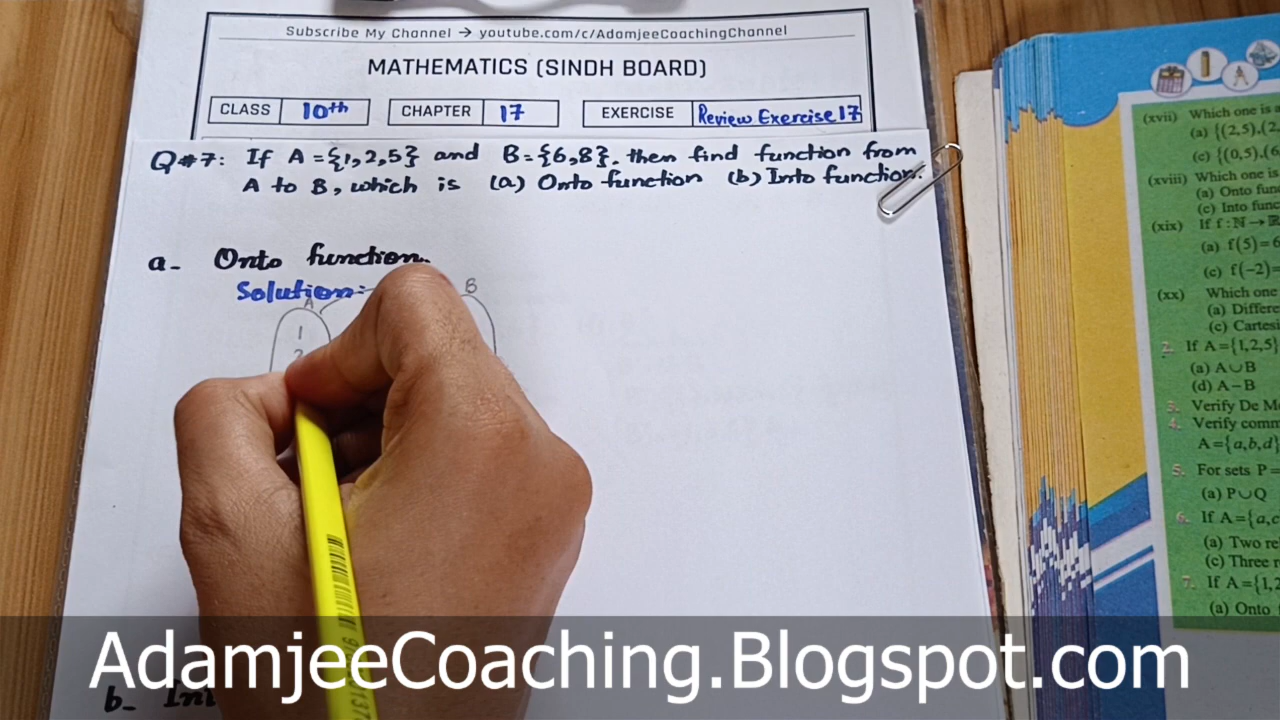 Subscribe My Channel → youtube.com/c/AdamjeeCoachingChannel
MATHEMATICS (SINDH BOARD)
CLASS 10th CHAPTER 17 EXERCISE Review Exercise 17
Q#7: If A={1,2,5} and B={6,8}, then find function from
A to B, which is (a) Onto function (b) Into function.
a- Onto function.
Solution:
A B
1
2
b- Int
AdamjeeCoaching.Blogspot.com
(xvii) Which one is a
(a) {(2,5),(2
(c) {(0,5),(6
(xviii) Which one is
(a) Onto func
(c) Into func
(xix) If f : ℕ →
(a) f(5)=6
(c) f(−2)=
(xx) Which one
(a) Differe
(c) Cartes
2. If A={1,2,5}
(a) A∪B
(d) A−B
3. Verify De Mo
4. Verify comm
A={a,b,d}
5. For sets P=
(a) P∪Q
6. If A={a,c
(a) Two re
(c) Three r
7. If A={1,2
(a) Onto